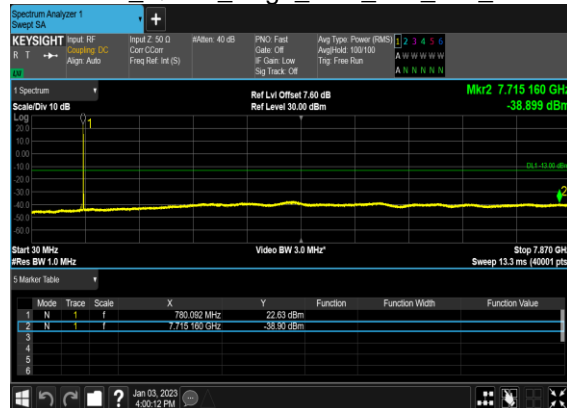 Spectrum Analyzer 1
Swept SA
+
KEYSIGHT Input: RF Input Z: 50 Ω #Atten: 40 dB PNO: Fast Avg Type: Power (RMS) 1 2 3 4 5 6
R T Coupling: DC Corr CCorr Gate: Off Avg|Hold: 100/100 A W W W W W
Align: Auto Freq Ref: Int (S) IF Gain: Low Trig: Free Run
Sig Track: Off A N N N N N
1 Spectrum Ref Lvl Offset 7.60 dB Mkr2 7.715 160 GHz
Scale/Div 10 dB Ref Level 30.00 dBm -38.899 dBm
Log
20.0
10.0
0.00
-10.0
-20.0
-30.0
-40.0
-50.0
-60.0
1
DL1 -13.00 dBm
2
Start 30 MHz Video BW 3.0 MHz* Stop 7.870 GHz
#Res BW 1.0 MHz Sweep 13.3 ms (40001 pts)
5 Marker Table
Mode Trace Scale X Y Function Function Width Function Value
1 N 1 f 780.092 MHz 22.63 dBm
2 N 1 f 7.715 160 GHz -38.90 dBm
3
4
5
6
? Jan 03, 2023
4:00:12 PM